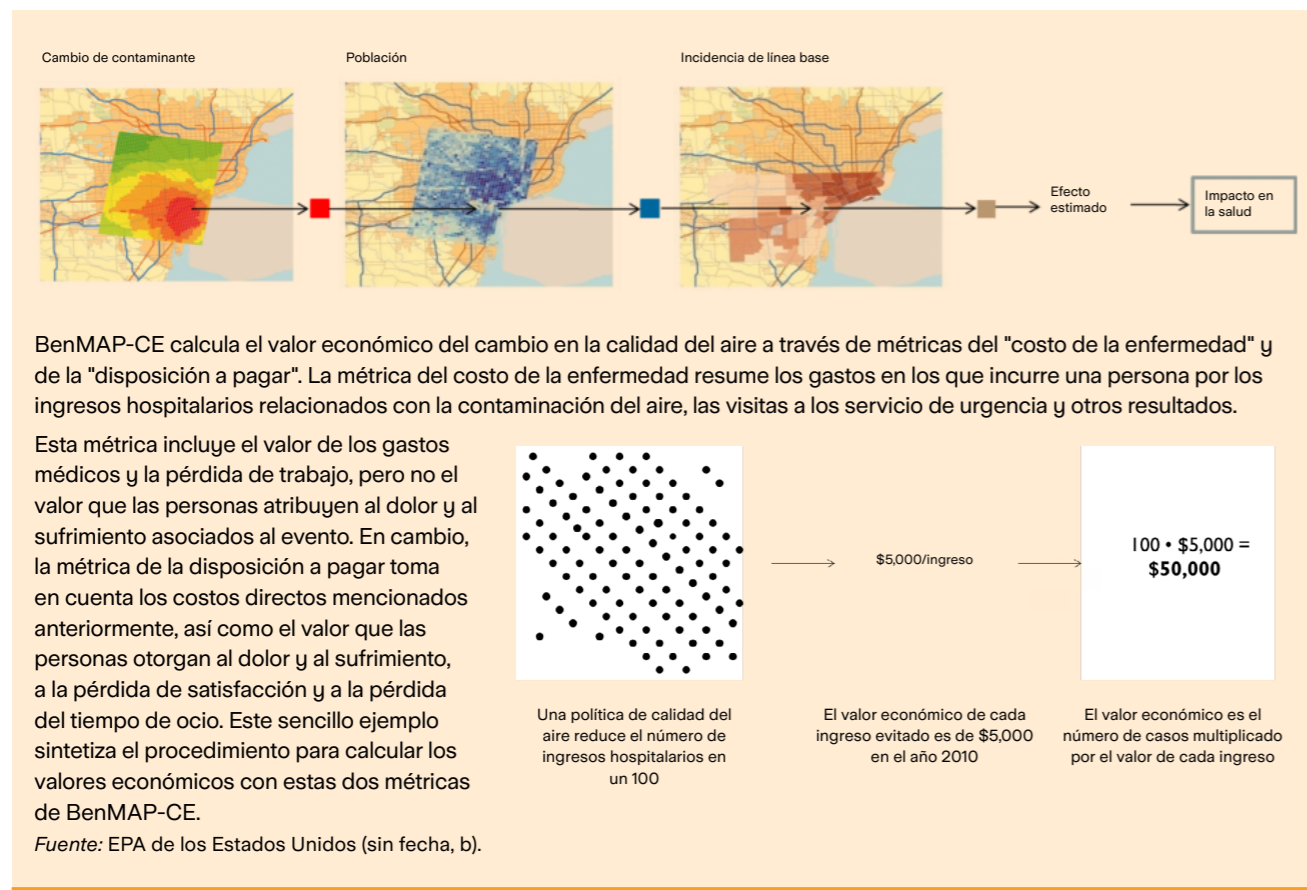 Cambio de contaminante
Población
Incidencia de línea base
Efecto
estimado
Impacto en
la salud
BenMAP-CE calcula el valor económico del cambio en la calidad del aire a través de métricas del "costo de la enfermedad" y
de la "disposición a pagar". La métrica del costo de la enfermedad resume los gastos en los que incurre una persona por los
ingresos hospitalarios relacionados con la contaminación del aire, las visitas a los servicio de urgencia y otros resultados.
Esta métrica incluye el valor de los gastos
médicos y la pérdida de trabajo, pero no el
valor que las personas atribuyen al dolor y al
sufrimiento asociados al evento. En cambio,
la métrica de la disposición a pagar toma
en cuenta los costos directos mencionados
anteriormente, así como el valor que las
personas otorgan al dolor y al sufrimiento,
a la pérdida de satisfacción y a la pérdida
del tiempo de ocio. Este sencillo ejemplo
sintetiza el procedimiento para calcular los
valores económicos con estas dos métricas
de BenMAP-CE.
Fuente: EPA de los Estados Unidos (sin fecha, b).
$5,000/ingreso
100 • $5,000 =
$50,000
Una política de calidad del
aire reduce el número de
ingresos hospitalarios en
un 100
El valor económico de cada
ingreso evitado es de $5,000
en el año 2010
El valor económico es el
número de casos multiplicado
por el valor de cada ingreso